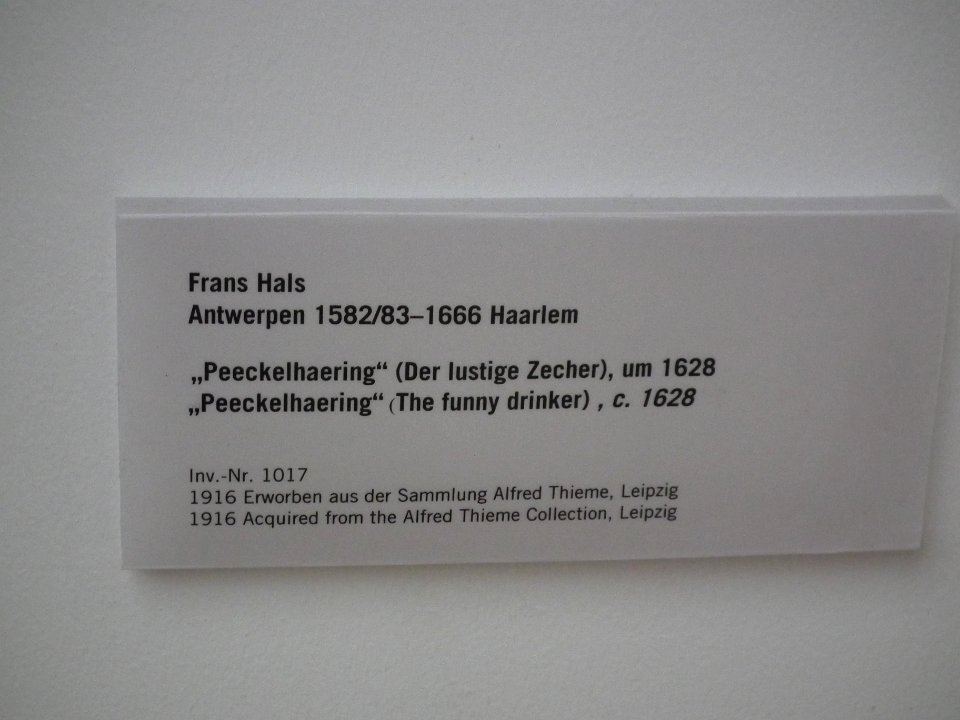 Frans Hals
Antwerpen 1582/83–1666 Haarlem
„Peeckelhaering“ (Der lustige Zecher), um 1628
„Peeckelhaering“ (The funny drinker) , c. 1628
Inv.-Nr. 1017
1916 Erworben aus der Sammlung Alfred Thieme, Leipzig
1916 Acquired from the Alfred Thieme Collection, Leipzig